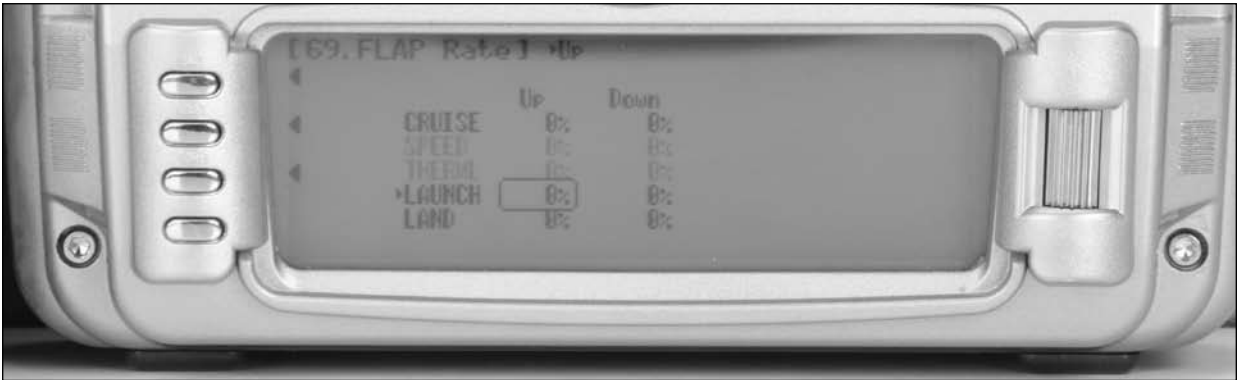 [69.FLAP Rate] ▸Up
Up Down
CRUISE 0% 0%
SPEED 0% 0%
THERML 0% 0%
▸LAUNCH 0% 0%
LAND 0% 0%